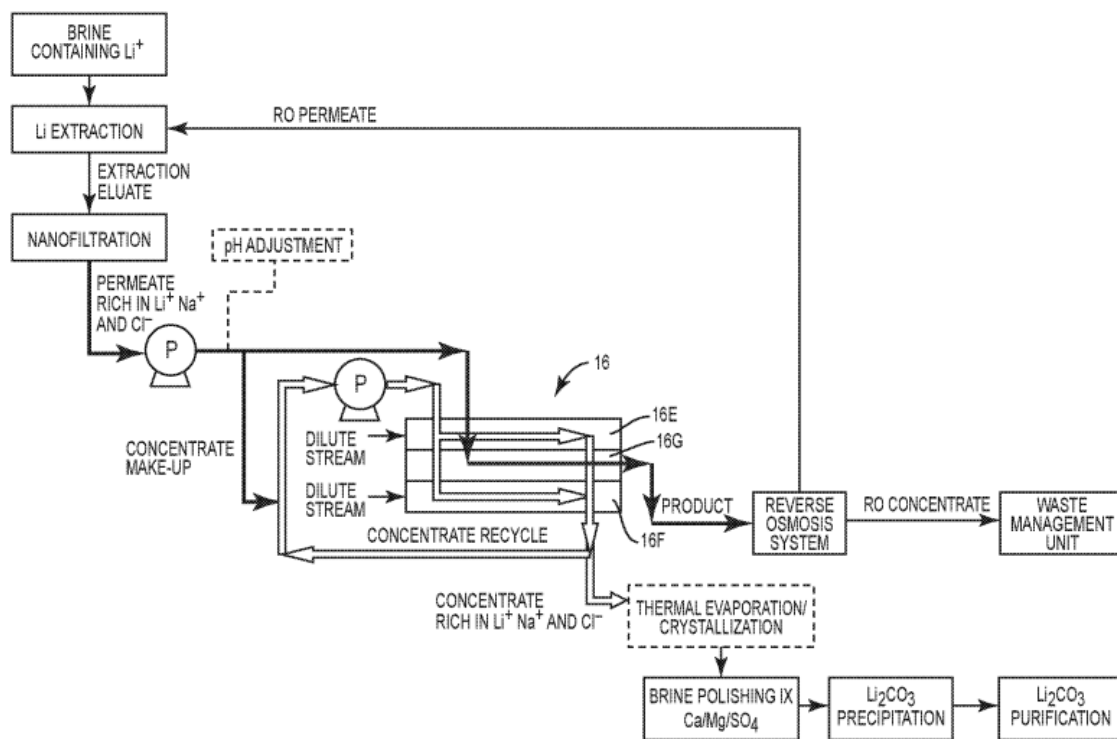 BRINE
CONTAINING Li⁺
Li EXTRACTION
RO PERMEATE
EXTRACTION
ELUATE
NANOFILTRATION
pH ADJUSTMENT
PERMEATE
RICH IN Li⁺ Na⁺
AND Cl⁻
P
P
16
16E
16G
DILUTE
STREAM
CONCENTRATE
MAKE-UP
DILUTE
STREAM
PRODUCT
16F
CONCENTRATE RECYCLE
REVERSE
OSMOSIS
SYSTEM
RO CONCENTRATE
WASTE
MANAGEMENT
UNIT
CONCENTRATE
RICH IN Li⁺ Na⁺ AND Cl⁻
THERMAL EVAPORATION/
CRYSTALLIZATION
BRINE POLISHING IX
Ca/Mg/SO₄
Li₂CO₃
PRECIPITATION
Li₂CO₃
PURIFICATION